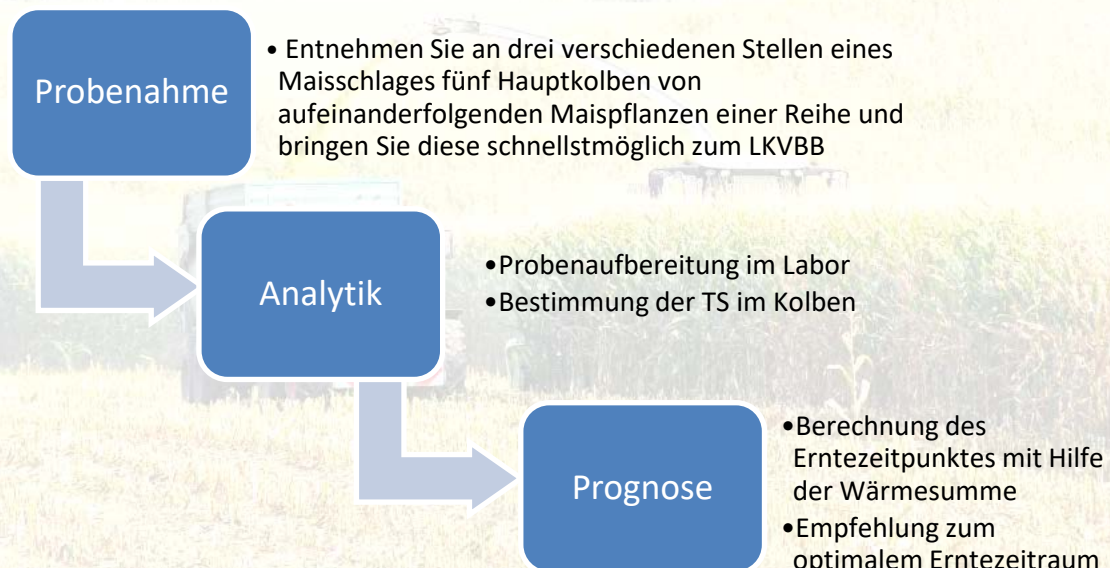 Probenahme
• Entnehmen Sie an drei verschiedenen Stellen eines
Maisschlages fünf Hauptkolben von
aufeinanderfolgenden Maispflanzen einer Reihe und
bringen Sie diese schnellstmöglich zum LKVBB
Analytik
•Probenaufbereitung im Labor
•Bestimmung der TS im Kolben
Prognose
•Berechnung des
Erntezeitpunktes mit Hilfe
der Wärmesumme
•Empfehlung zum
optimalem Erntezeitraum